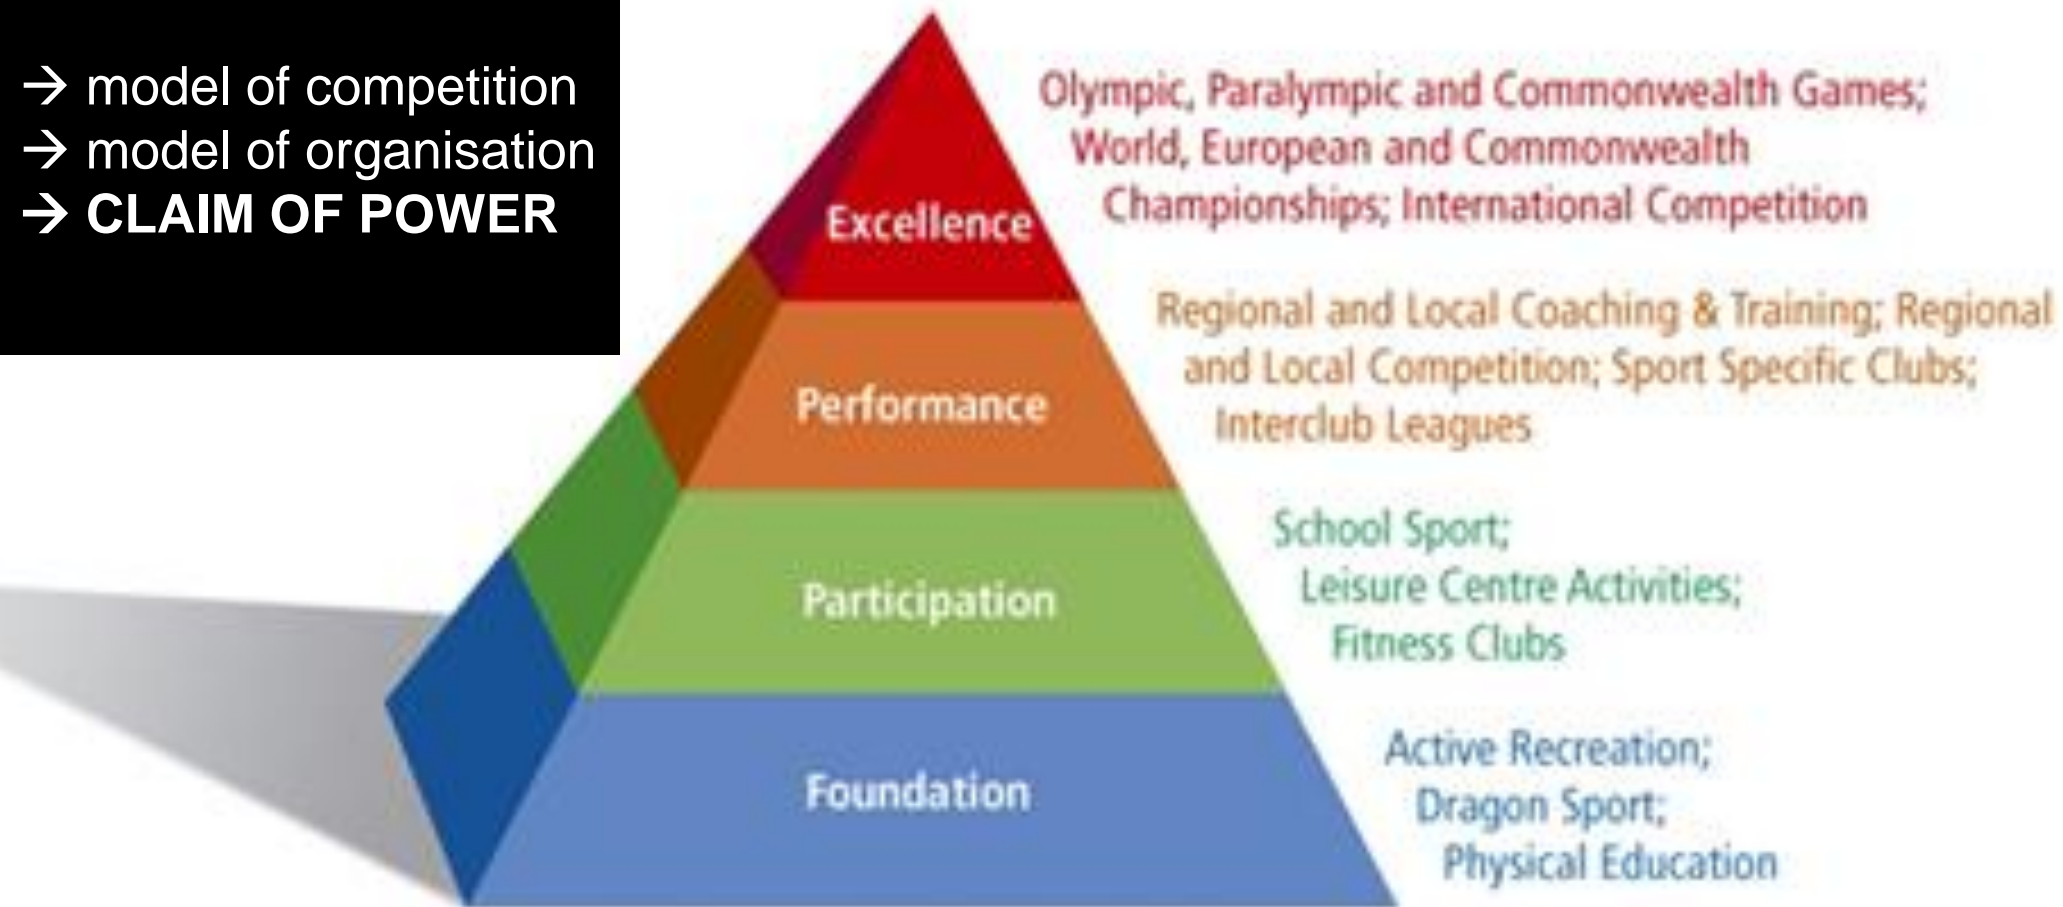 → model of competition
→ model of organisation
→ CLAIM OF POWER
Olympic, Paralympic and Commonwealth Games;
World, European and Commonwealth
Championships; International Competition
Excellence
Regional and Local Coaching & Training; Regional
and Local Competition; Sport Specific Clubs;
Interclub Leagues
Performance
School Sport;
Leisure Centre Activities;
Fitness Clubs
Participation
Active Recreation;
Dragon Sport;
Physical Education
Foundation